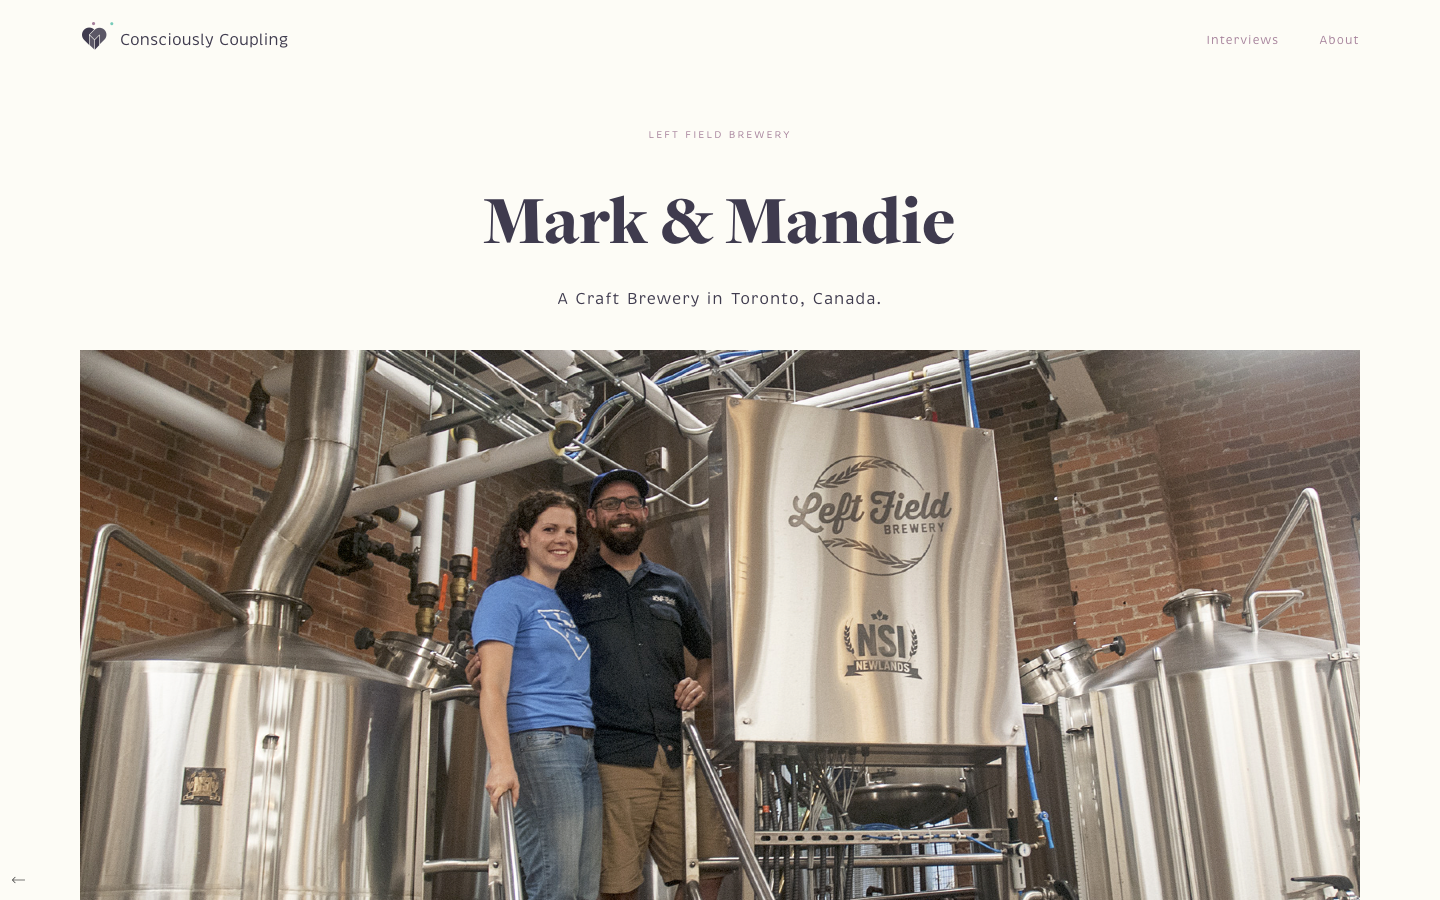 Consciously Coupling
Interviews
About
LEFT FIELD BREWERY
Mark & Mandie
A Craft Brewery in Toronto, Canada.
Left Field
BREWERY
Mark
NSI
NEWLANDS